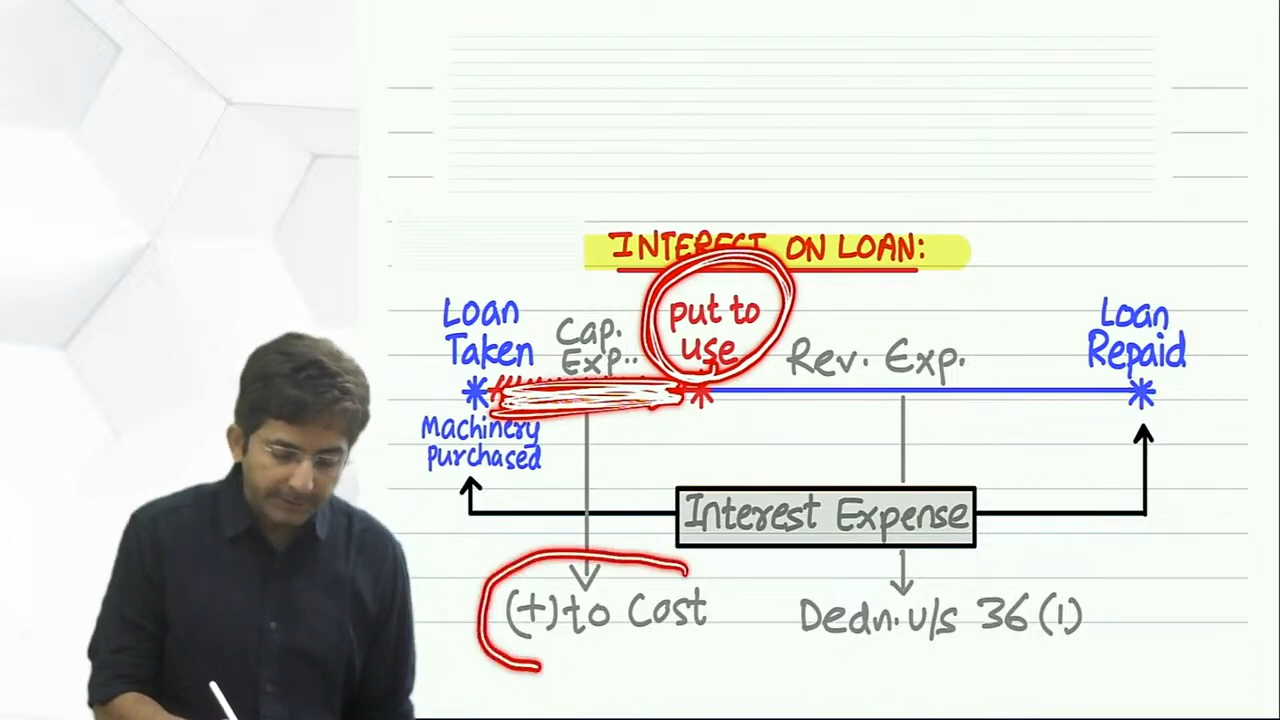 INTEREST ON LOAN:
Loan
Taken
Cap.
Exp..
put to
use
Rev. Exp.
Loan
Repaid
Machinery
purchased
Interest Expense
(+) to Cost
Dedn. u/s 36 (1)